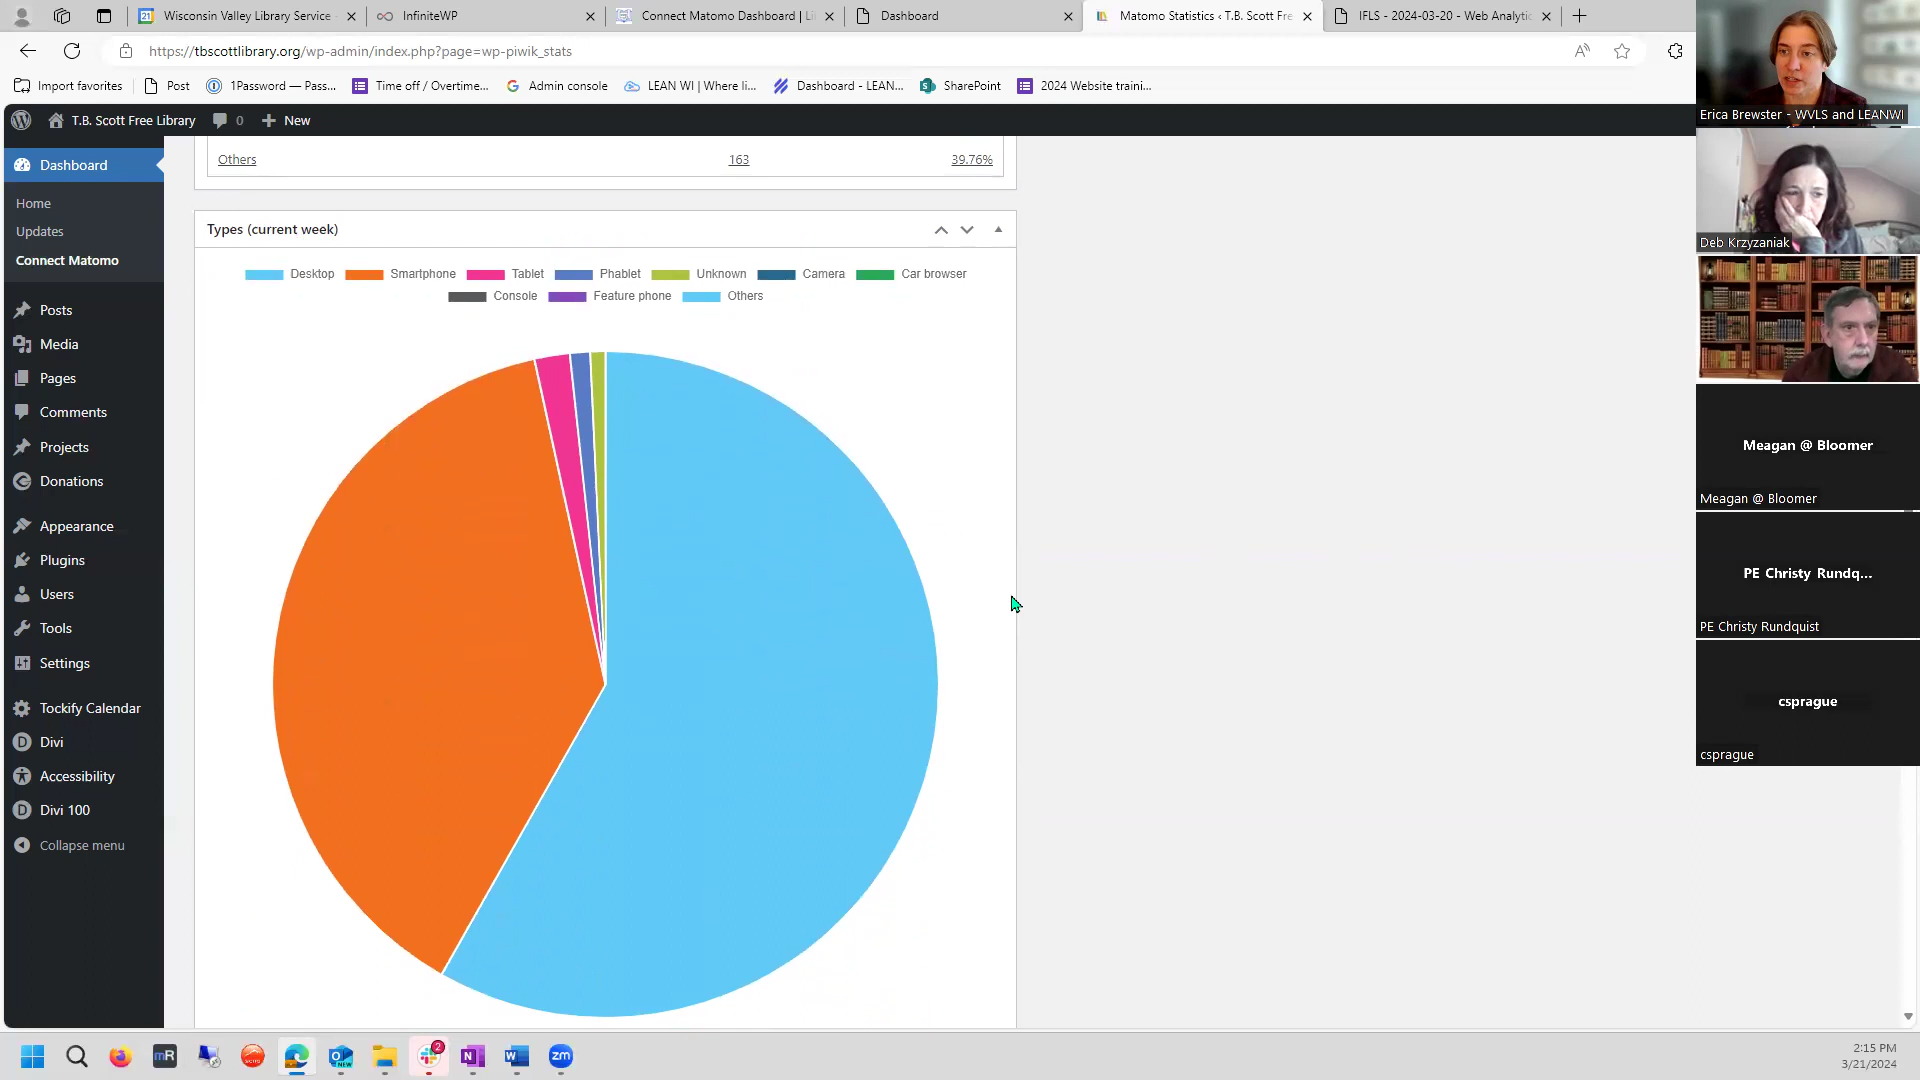 Wisconsin Valley Library Service -
InfiniteWP
Connect Matomo Dashboard | Li
Dashboard
Matomo Statistics ‹ T.B. Scott Fre
IFLS - 2024-03-20 - Web Analytic
https://tbscottlibrary.org/wp-admin/index.php?page=wp-piwik_stats
Import favorites
Post
1Password — Pass...
Time off / Overtime...
Admin console
LEAN WI | Where li...
Dashboard - LEAN...
SharePoint
2024 Website traini...
T.B. Scott Free Library
0
New
Dashboard
Home
Updates
Connect Matomo
Posts
Media
Pages
Comments
Projects
Donations
Appearance
Plugins
Users
Tools
Settings
Tockify Calendar
Divi
Accessibility
Divi 100
Collapse menu
Others 163 39.76%
Types (current week)
Desktop Smartphone Tablet Phablet Unknown Camera Car browser
Console Feature phone Others
Erica Brewster - WVLS and LEANWI
Deb Krzyzaniak
Meagan @ Bloomer
Meagan @ Bloomer
PE Christy Rundq...
PE Christy Rundquist
csprague
csprague
2
2:15 PM
3/21/2024